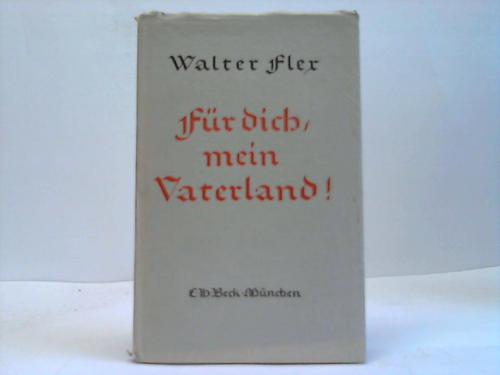 Walter Flex
Für dich,
mein
Vaterland!
C. H. Beck · München